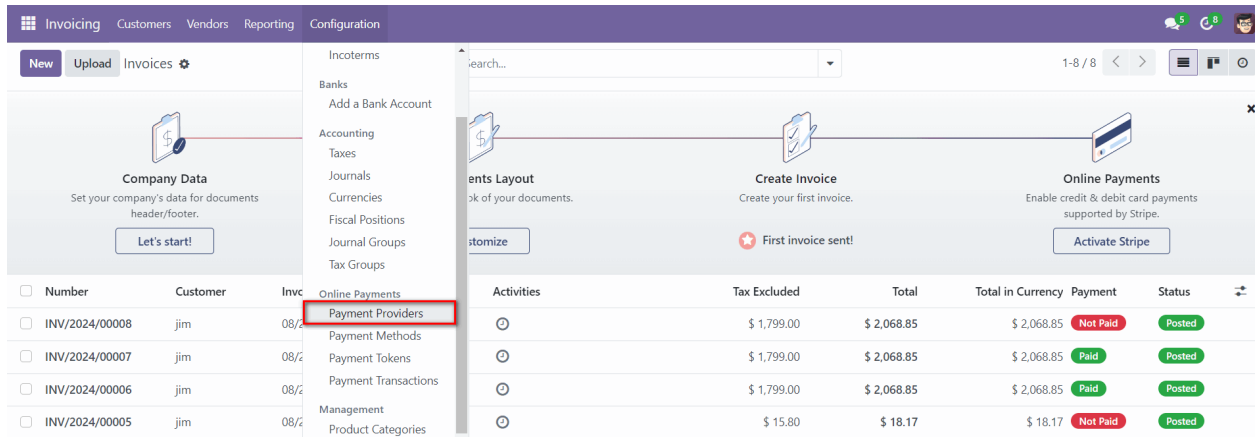 Invoicing Customers Vendors Reporting Configuration 5 8
New Upload Invoices Search... 1-8 / 8
Incoterms
Banks
Add a Bank Account
Accounting
Taxes
Journals
Currencies
Fiscal Positions
Journal Groups
Tax Groups
Online Payments
Payment Providers
Payment Methods
Payment Tokens
Payment Transactions
Management
Product Categories
Company Data
Set your company's data for documents
header/footer.
Let's start!
ents Layout
ok of your documents.
stomize
Create Invoice
Create your first invoice.
First invoice sent!
Online Payments
Enable credit & debit card payments
supported by Stripe.
Activate Stripe
Number Customer Invo Activities Tax Excluded Total Total in Currency Payment Status
INV/2024/00008 jim 08/2 $ 1,799.00 $ 2,068.85 $ 2,068.85 Not Paid Posted
INV/2024/00007 jim 08/2 $ 1,799.00 $ 2,068.85 $ 2,068.85 Paid Posted
INV/2024/00006 jim 08/2 $ 1,799.00 $ 2,068.85 $ 2,068.85 Paid Posted
INV/2024/00005 jim 08/2 $ 15.80 $ 18.17 $ 18.17 Not Paid Posted